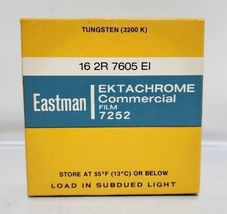 TUNGSTEN (3200 K)
16 2R 7605 EI
Eastman
EKTACHROME
Commercial
FILM
7252
STORE AT 55°F (13°C) OR BELOW
LOAD IN SUBDUED LIGHT